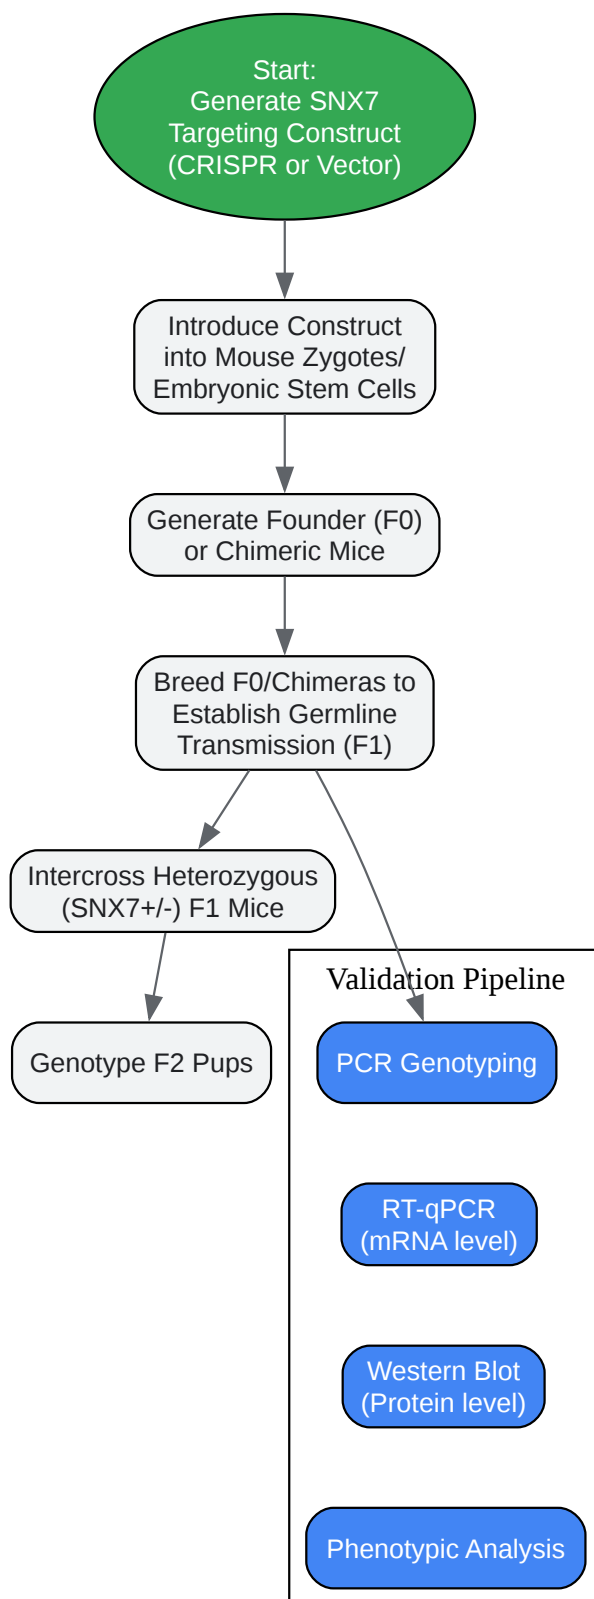 Start:
Generate SNX7
Targeting Construct
(CRISPR or Vector)
Introduce Construct
into Mouse Zygotes/
Embryonic Stem Cells
Generate Founder (F0)
or Chimeric Mice
Breed F0/Chimeras to
Establish Germline
Transmission (F1)
Intercross Heterozygous
(SNX7+/-) F1 Mice
Genotype F2 Pups
Validation Pipeline
PCR Genotyping
RT-qPCR
(mRNA level)
Western Blot
(Protein level)
Phenotypic Analysis